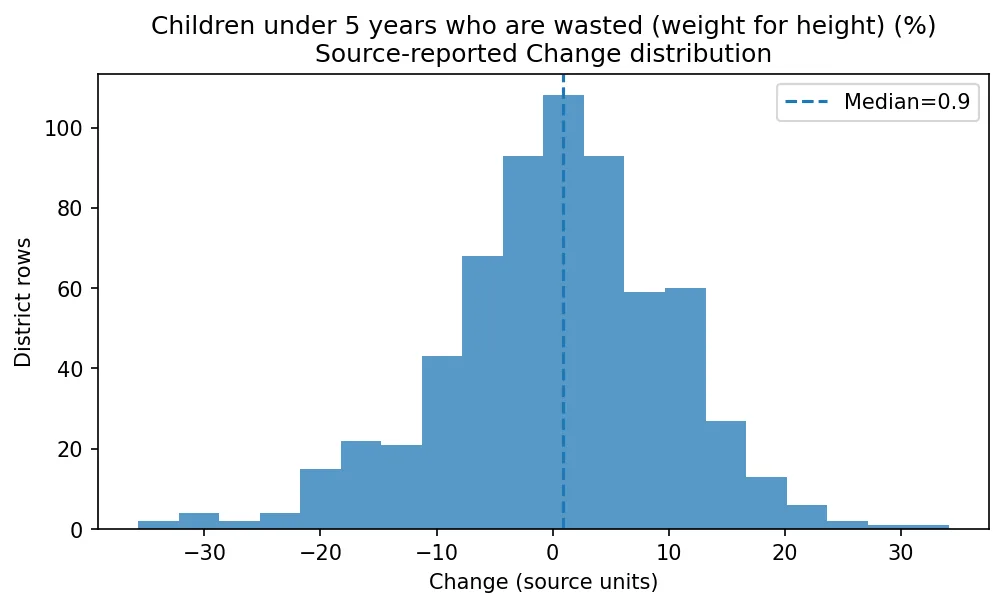 Children under 5 years who are wasted (weight for height) (%)
Source-reported Change distribution
Median=0.9
District rows
100
80
60
40
20
0
−30
−20
−10
0
10
20
30
Change (source units)